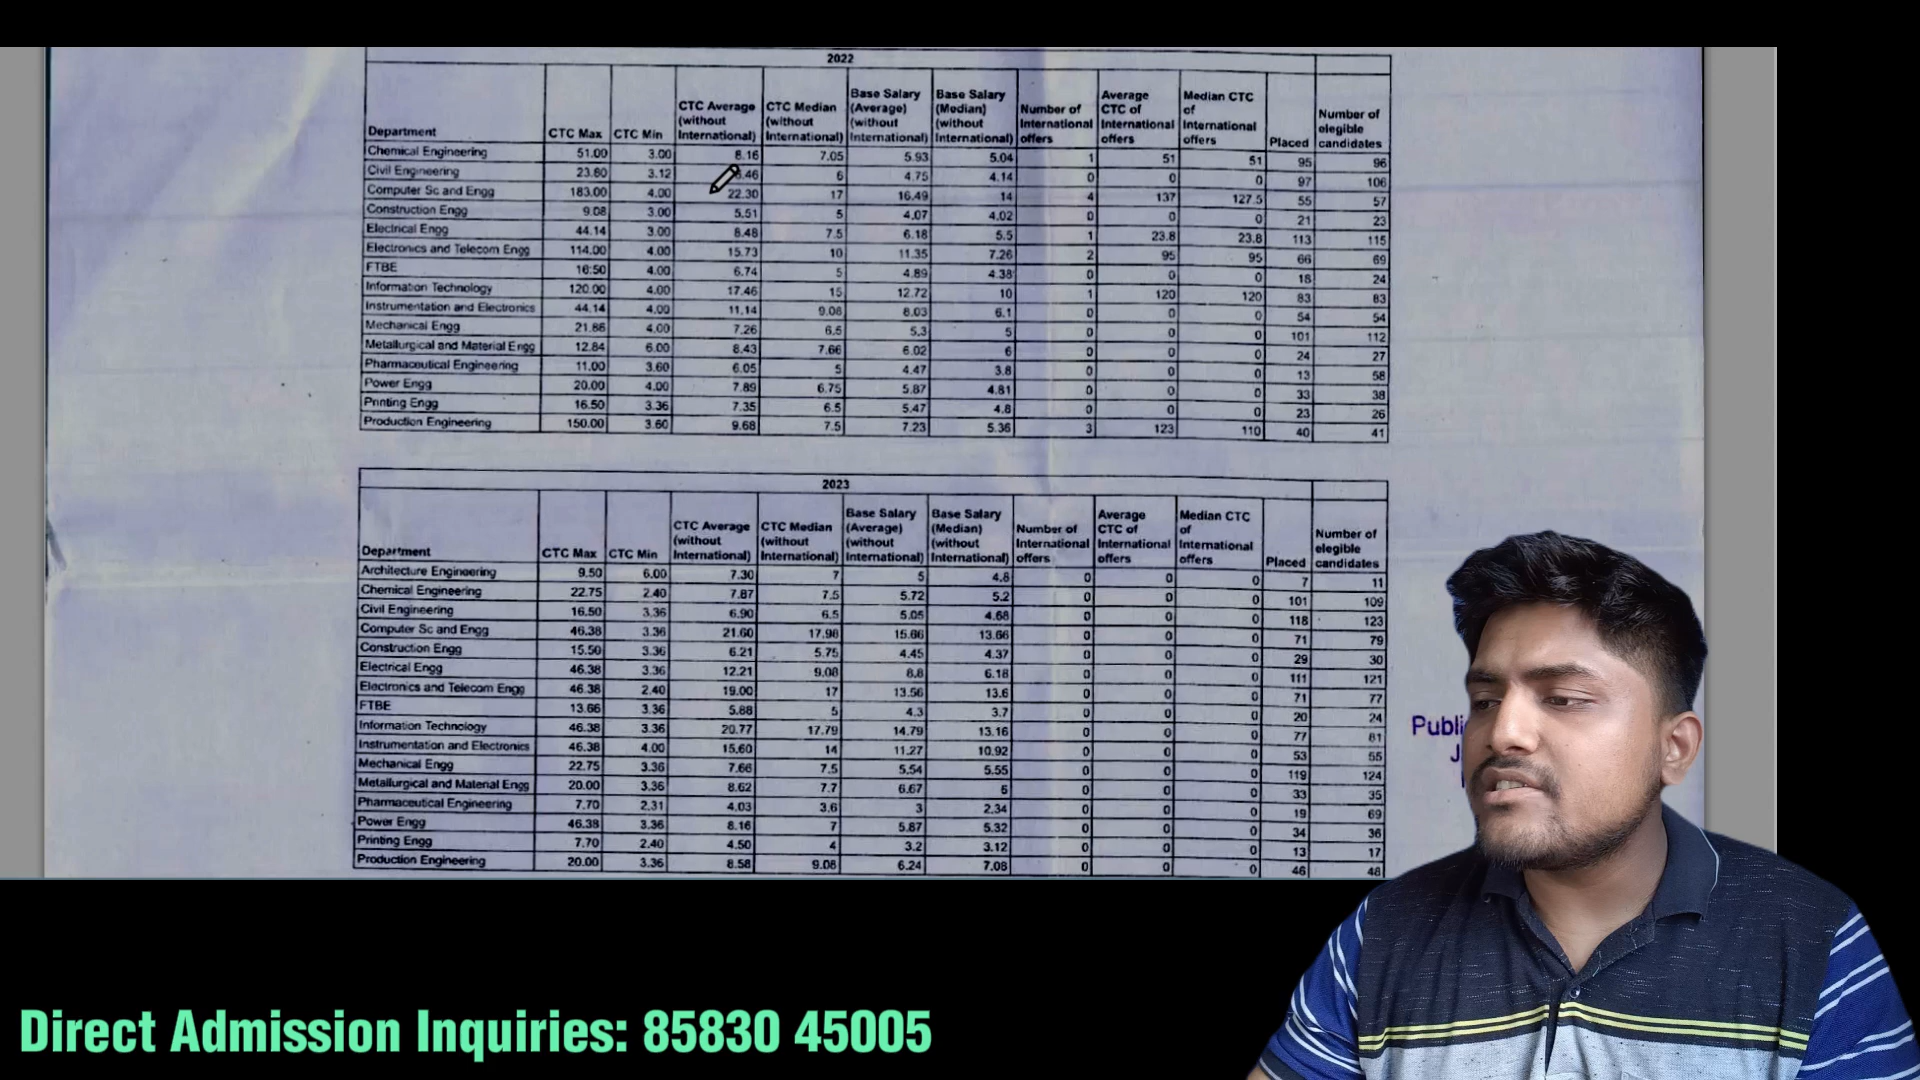 2022
Department CTC Max CTC Min CTC Average (without International) CTC Median (without International) Base Salary (Average) (without International) Base Salary (Median) (without International) Number of International offers Average CTC of International offers Median CTC of International offers Placed Number of elegible candidates
Chemical Engineering 51.00 3.00 8.16 7.05 5.93 5.04 1 51 51 95 96
Civil Engineering 23.80 3.12 .46 6 4.75 4.14 0 0 0 97 106
Computer Sc and Engg 183.00 4.00 22.30 17 16.49 14 4 137 127.5 55 57
Construction Engg 9.08 3.00 5.51 5 4.07 4.02 0 0 0 21 23
Electrical Engg 44.14 3.00 8.48 7.5 6.18 5.5 1 23.8 23.8 113 115
Electronics and Telecom Engg 114.00 4.00 15.73 10 11.35 7.26 2 95 95 66 69
FTBE 16.50 4.00 6.74 5 4.89 4.38 0 0 0 18 24
Information Technology 120.00 4.00 17.46 15 12.72 10 1 120 120 83 83
Instrumentation and Electronics 44.14 4.00 11.14 9.08 8.03 6.1 0 0 0 54 54
Mechanical Engg 21.86 4.00 7.26 6.5 5.3 5 0 0 0 101 112
Metallurgical and Material Engg 12.84 6.00 8.43 7.66 6.02 6 0 0 0 24 27
Pharmaceutical Engineering 11.00 3.60 6.05 5 4.47 3.8 0 0 0 13 58
Power Engg 20.00 4.00 7.89 6.75 5.87 4.81 0 0 0 33 38
Printing Engg 16.50 3.36 7.35 6.5 5.47 4.8 0 0 0 23 26
Production Engineering 150.00 3.60 9.68 7.5 7.23 5.36 3 123 110 40 41
2023
Department CTC Max CTC Min CTC Average (without International) CTC Median (without International) Base Salary (Average) (without International) Base Salary (Median) (without International) Number of International offers Average CTC of International offers Median CTC of International offers Placed Number of elegible candidates
Architecture Engineering 9.50 6.00 7.30 7 5 4.8 0 0 0 7 11
Chemical Engineering 22.75 2.40 7.87 7.5 5.72 5.2 0 0 0 101 109
Civil Engineering 16.50 3.36 6.90 6.5 5.05 4.68 0 0 0 118 123
Computer Sc and Engg 46.38 3.36 21.60 17.98 15.66 13.66 0 0 0 71 79
Construction Engg 15.50 3.36 6.21 5.75 4.45 4.37 0 0 0 29 30
Electrical Engg 46.38 3.36 12.21 9.08 8.8 6.18 0 0 0 111 121
Electronics and Telecom Engg 46.38 2.40 19.00 17 13.56 13.6 0 0 0 71 77
FTBE 13.66 3.36 5.88 5 4.3 3.7 0 0 0 20 24
Information Technology 46.38 3.36 20.77 17.79 14.79 13.16 0 0 0 77 81
Instrumentation and Electronics 46.38 4.00 15.60 14 11.27 10.92 0 0 0 53 55
Mechanical Engg 22.75 3.36 7.66 7.5 5.54 5.55 0 0 0 119 124
Metallurgical and Material Engg 20.00 3.36 8.62 7.7 6.67 6 0 0 0 33 35
Pharmaceutical Engineering 7.70 2.31 4.03 3.6 3 2.34 0 0 0 19 69
Power Engg 46.38 3.36 8.16 7 5.87 5.32 0 0 0 34 36
Printing Engg 7.70 2.40 4.50 4 3.2 3.12 0 0 0 13 17
Production Engineering 20.00 3.36 8.58 9.08 6.24 7.08 0 0 0 46 48
Publi
J
Direct Admission Inquiries: 85830 45005